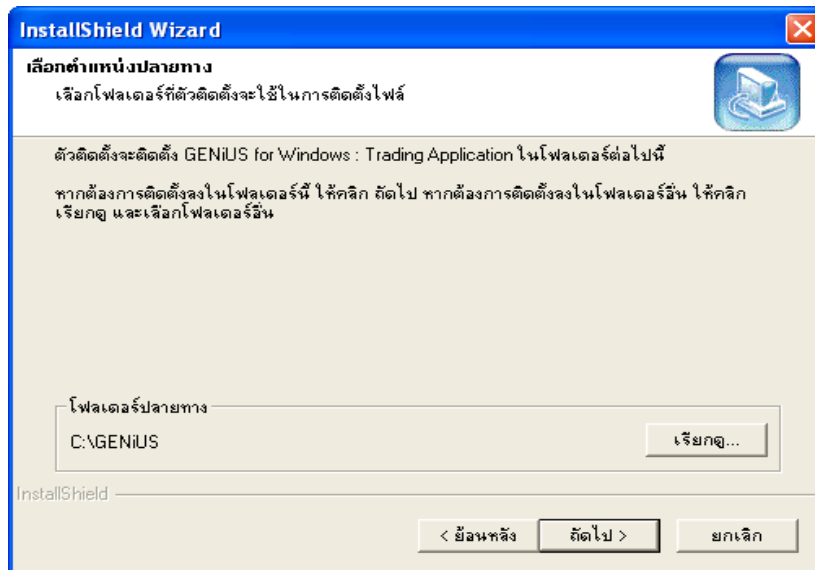 InstallShield Wizard
เลือกตำแหน่งปลายทาง
เลือกโฟลเดอร์ที่ตัวติดตั้งจะใช้ในการติดตั้งไฟล์
ตัวติดตั้งจะติดตั้ง GENiUS for Windows : Trading Application ในโฟลเดอร์ต่อไปนี้
หากต้องการติดตั้งลงในโฟลเดอร์นี้ ให้คลิก ถัดไป หากต้องการติดตั้งลงในโฟลเดอร์อื่น ให้คลิก
เรียกดู และเลือกโฟลเดอร์อื่น
โฟลเดอร์ปลายทาง
C:\GENiUS
เรียกดู...
InstallShield
< ย้อนหลัง
ถัดไป >
ยกเลิก